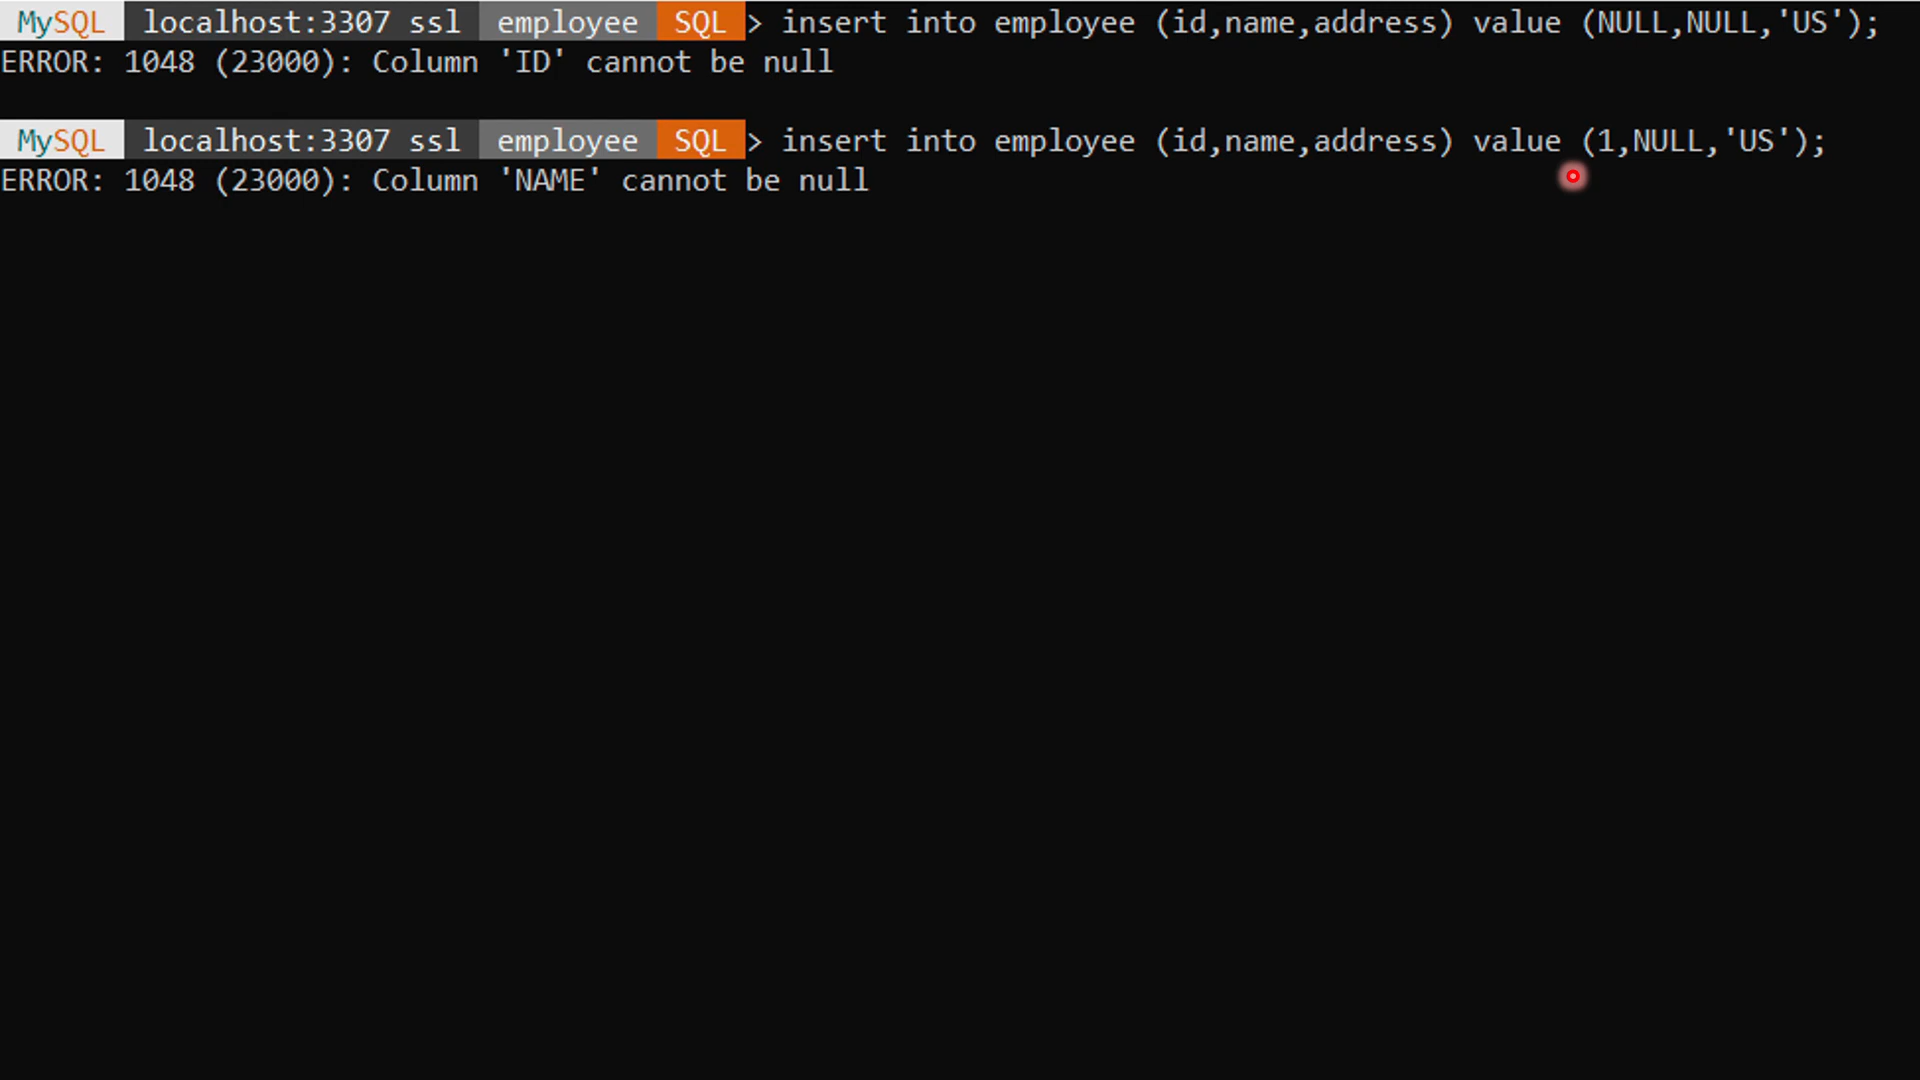 MySQL localhost:3307 ssl employee SQL > insert into employee (id,name,address) value (NULL,NULL,'US');
ERROR: 1048 (23000): Column 'ID' cannot be null
MySQL localhost:3307 ssl employee SQL > insert into employee (id,name,address) value (1,NULL,'US');
ERROR: 1048 (23000): Column 'NAME' cannot be null